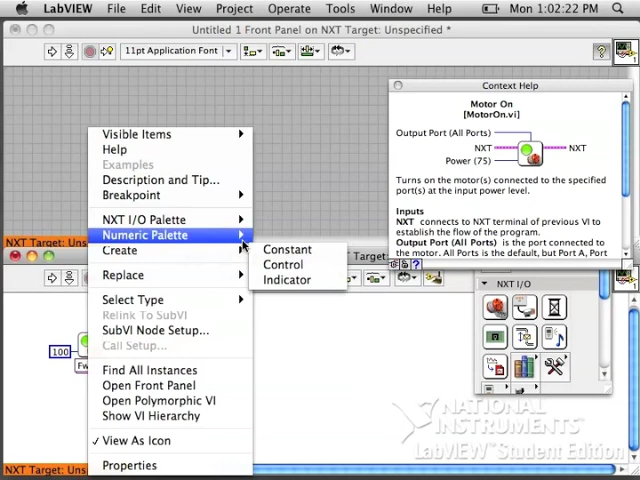 LabVIEW File Edit View Project Operate Tools Window Help Mon 1:02:22 PM
Untitled 1 Front Panel on NXT Target: Unspecified *
11pt Application Font
Context Help
Motor On
[MotorOn.vi]
Output Port (All Ports)
NXT
NXT
Power (75)
Turns on the motor(s) connected to the specified
port(s) at the input power level.
Inputs
NXT connects to NXT terminal of previous VI to
establish the flow of the program.
Output Port (All Ports) is the port connected to
the motor. All Ports is the default, but Port A, Port
Visible Items
Help
Examples
Description and Tip...
Breakpoint
NXT I/O Palette
Numeric Palette
Create
Replace
Select Type
Relink To SubVI
SubVI Node Setup...
Call Setup...
Find All Instances
Open Front Panel
Open Polymorphic VI
Show VI Hierarchy
✓ View As Icon
Properties
Constant
Control
Indicator
NXT Target: Un
Target
NXT I/O
100
Fw
NATIONAL
INSTRUMENTS
LabVIEW Student Edition
NXT Target: Uns